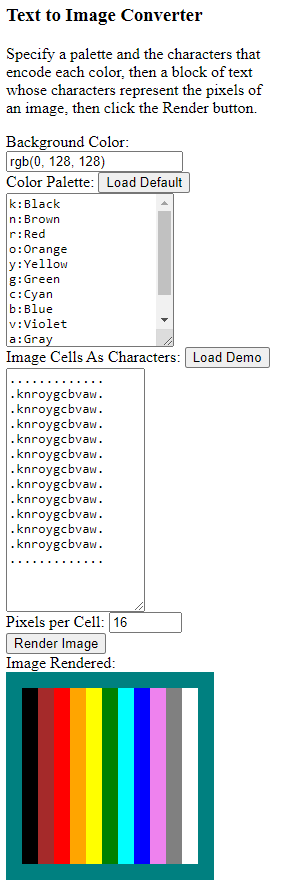 Text to Image Converter
Specify a palette and the characters that
encode each color, then a block of text
whose characters represent the pixels of
an image, then click the Render button.
Background Color:
rgb(0, 128, 128)
Color Palette: Load Default
k:Black
n:Brown
r:Red
o:Orange
y:Yellow
g:Green
c:Cyan
b:Blue
v:Violet
a:Gray
Image Cells As Characters: Load Demo
.............
.knroygcbvaw.
.knroygcbvaw.
.knroygcbvaw.
.knroygcbvaw.
.knroygcbvaw.
.knroygcbvaw.
.knroygcbvaw.
.knroygcbvaw.
.knroygcbvaw.
.knroygcbvaw.
.knroygcbvaw.
.............
Pixels per Cell: 16
Render Image
Image Rendered: